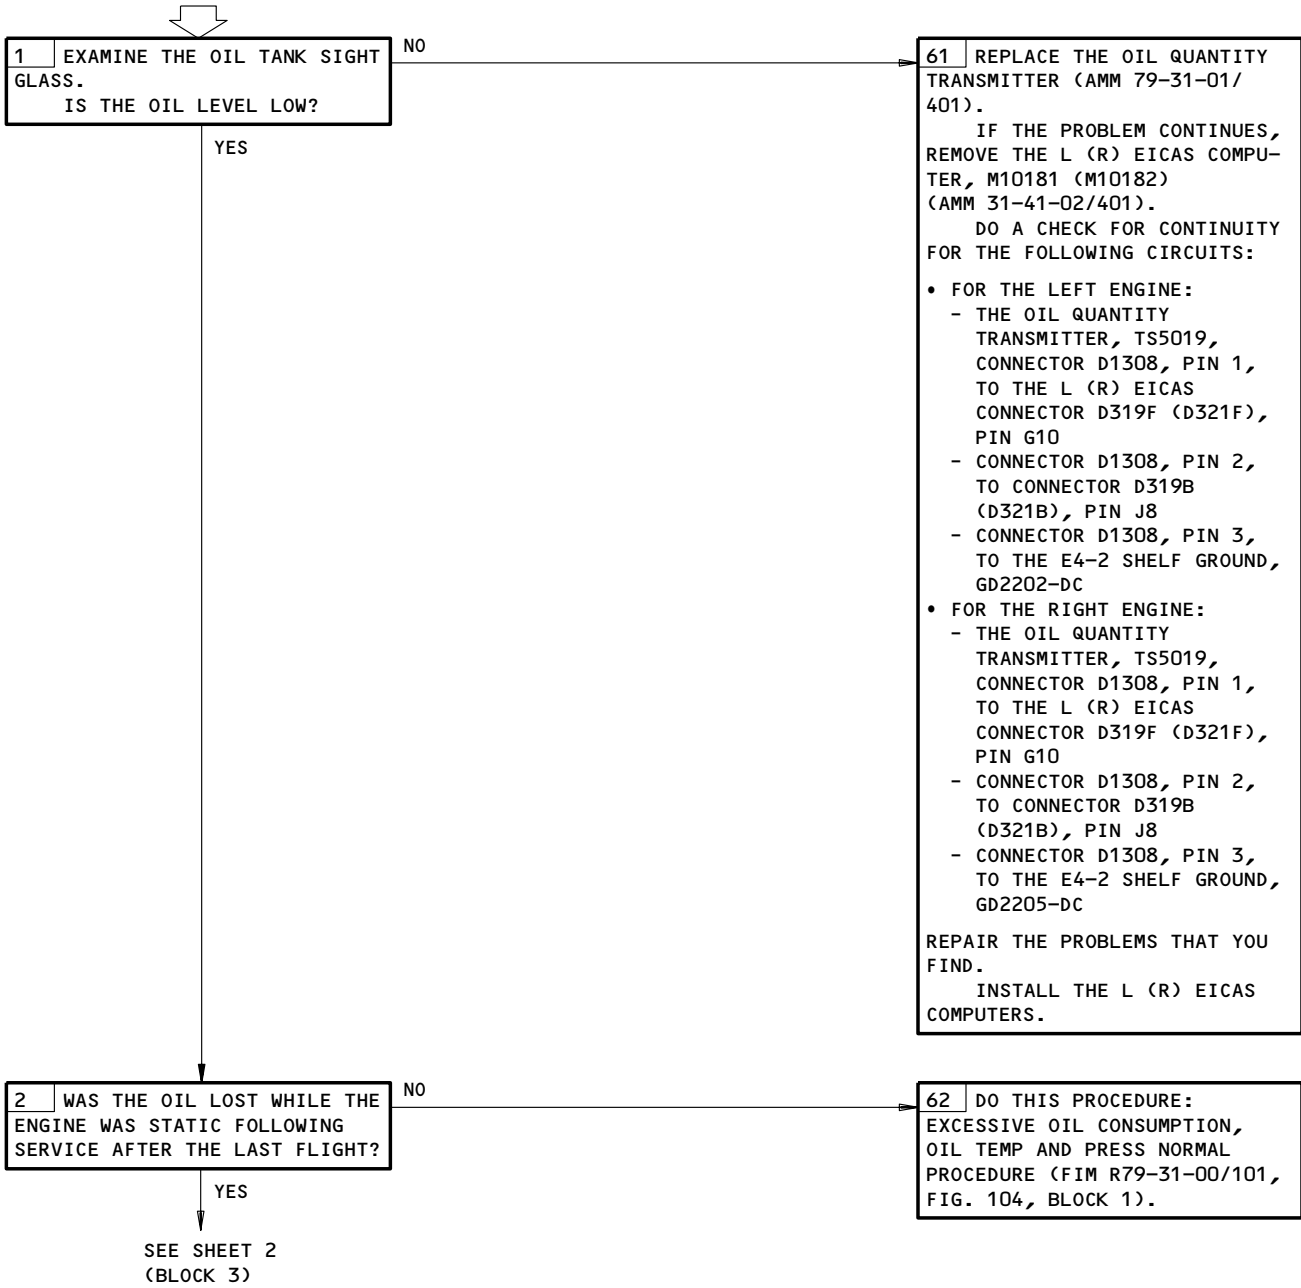 1 EXAMINE THE OIL TANK SIGHT
GLASS.
IS THE OIL LEVEL LOW?
NO
YES
61 REPLACE THE OIL QUANTITY
TRANSMITTER (AMM 79-31-01/
401).
IF THE PROBLEM CONTINUES,
REMOVE THE L (R) EICAS COMPU-
TER, M10181 (M10182)
(AMM 31-41-02/401).
DO A CHECK FOR CONTINUITY
FOR THE FOLLOWING CIRCUITS:
• FOR THE LEFT ENGINE:
- THE OIL QUANTITY
TRANSMITTER, TS5019,
CONNECTOR D1308, PIN 1,
TO THE L (R) EICAS
CONNECTOR D319F (D321F),
PIN G10
- CONNECTOR D1308, PIN 2,
TO CONNECTOR D319B
(D321B), PIN J8
- CONNECTOR D1308, PIN 3,
TO THE E4-2 SHELF GROUND,
GD2202-DC
• FOR THE RIGHT ENGINE:
- THE OIL QUANTITY
TRANSMITTER, TS5019,
CONNECTOR D1308, PIN 1,
TO THE L (R) EICAS
CONNECTOR D319F (D321F),
PIN G10
- CONNECTOR D1308, PIN 2,
TO CONNECTOR D319B
(D321B), PIN J8
- CONNECTOR D1308, PIN 3,
TO THE E4-2 SHELF GROUND,
GD2205-DC
REPAIR THE PROBLEMS THAT YOU
FIND.
INSTALL THE L (R) EICAS
COMPUTERS.
2 WAS THE OIL LOST WHILE THE
ENGINE WAS STATIC FOLLOWING
SERVICE AFTER THE LAST FLIGHT?
NO
YES
SEE SHEET 2
(BLOCK 3)
62 DO THIS PROCEDURE:
EXCESSIVE OIL CONSUMPTION,
OIL TEMP AND PRESS NORMAL
PROCEDURE (FIM R79-31-00/101,
FIG. 104, BLOCK 1).